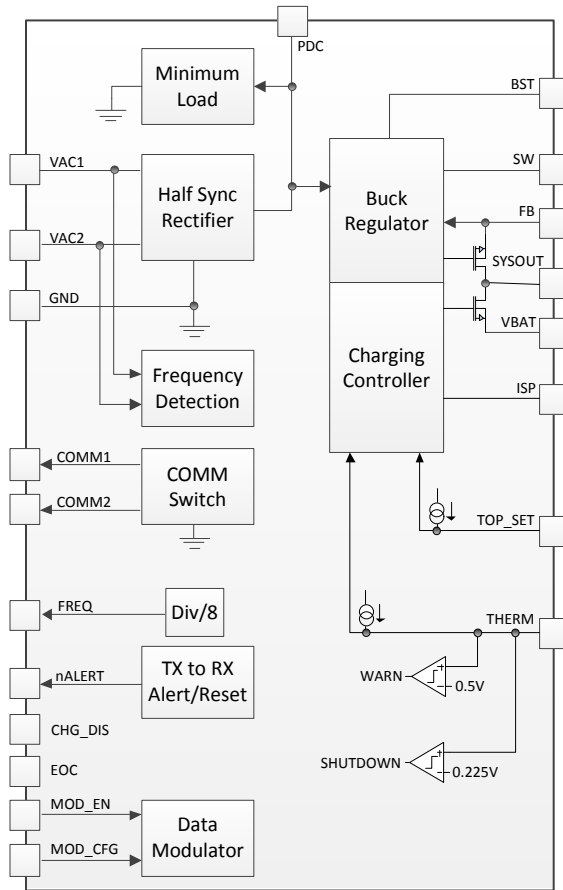 PDC
Minimum
Load
BST
VAC1
Half Sync
Rectifier
SW
Buck
Regulator
FB
VAC2
SYSOUT
GND
VBAT
Charging
Controller
Frequency
Detection
ISP
COMM1
COMM
Switch
COMM2
TOP_SET
FREQ
Div/8
THERM
nALERT
TX to RX
Alert/Reset
WARN
+
-
0.5V
CHG_DIS
EOC
SHUTDOWN
+
-
0.225V
MOD_EN
Data
Modulator
MOD_CFG